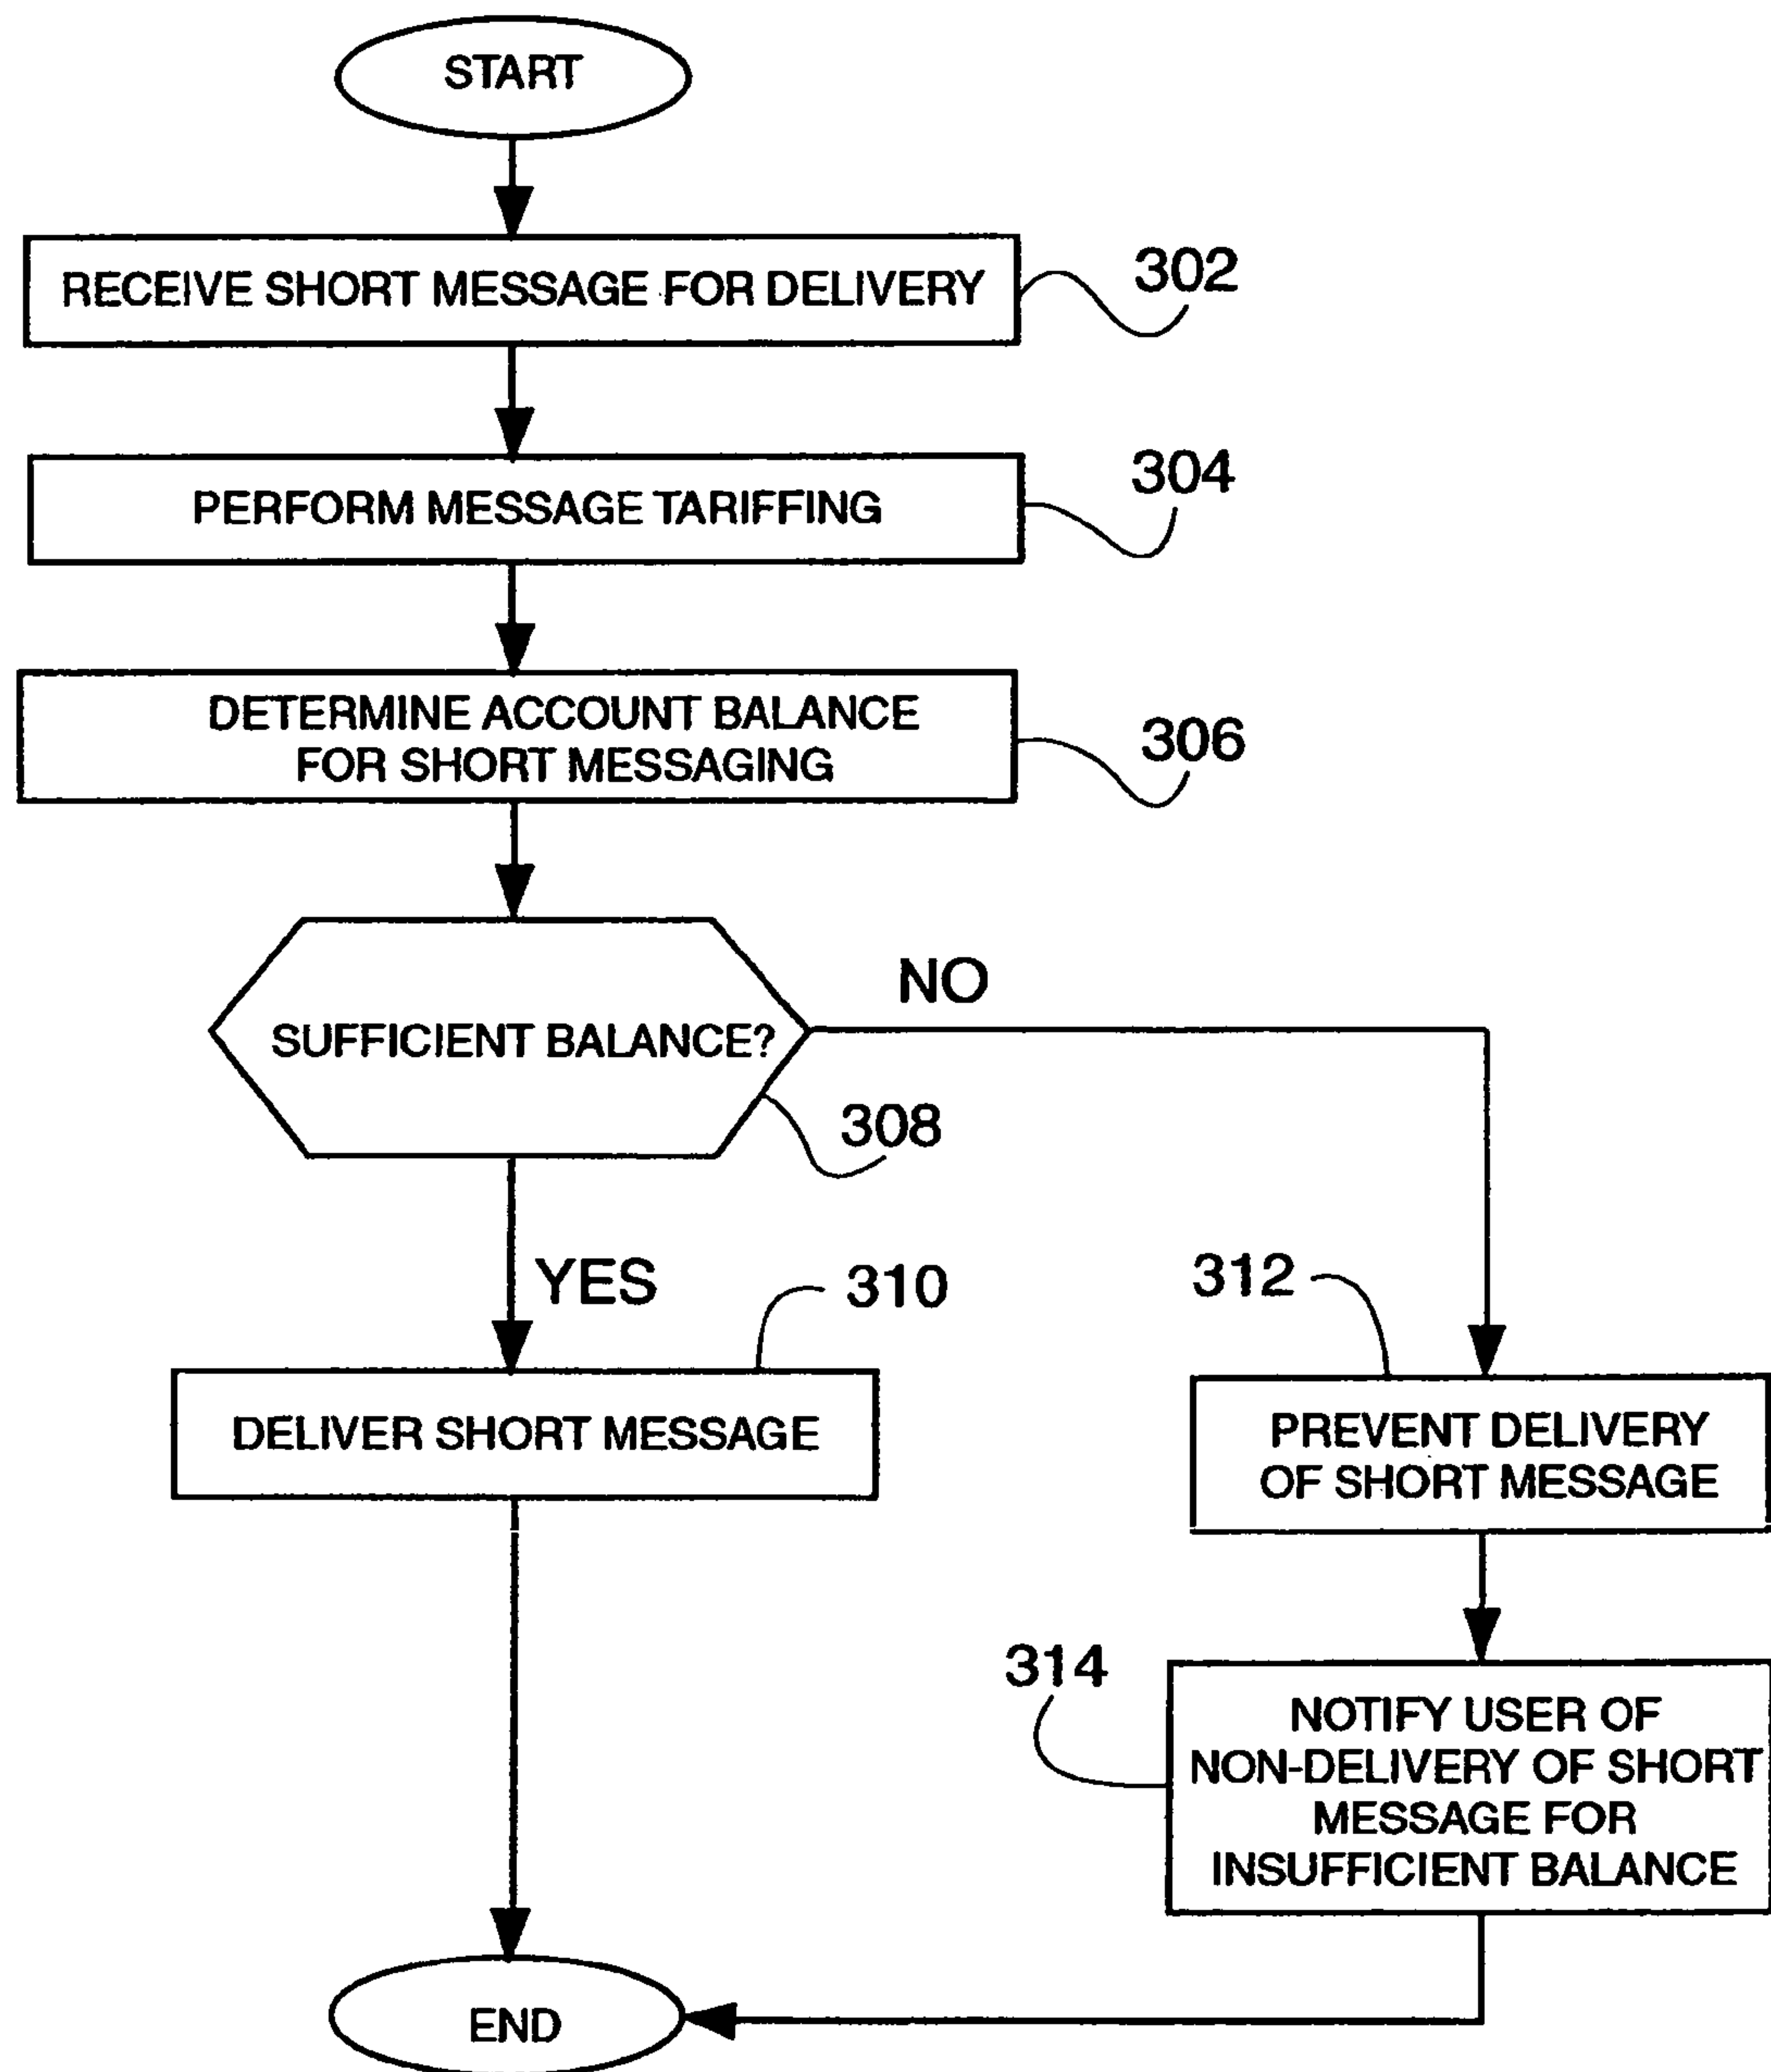 START
RECEIVE SHORT MESSAGE FOR DELIVERY
302
PERFORM MESSAGE TARIFFING
304
DETERMINE ACCOUNT BALANCE
FOR SHORT MESSAGING
306
SUFFICIENT BALANCE?
NO
308
YES
310
312
DELIVER SHORT MESSAGE
PREVENT DELIVERY
OF SHORT MESSAGE
314
NOTIFY USER OF
NON-DELIVERY OF SHORT
MESSAGE FOR
INSUFFICIENT BALANCE
END